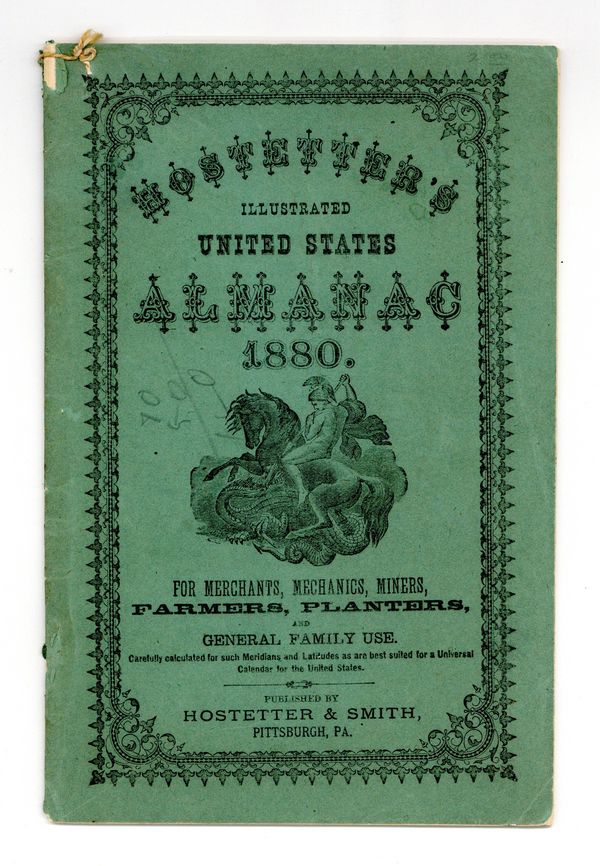 HOSTETTER'S
ILLUSTRATED
UNITED STATES
ALMANAC
1880.
FOR MERCHANTS, MECHANICS, MINERS,
FARMERS, PLANTERS,
AND
GENERAL FAMILY USE.
Carefully calculated for such Meridians and Latitudes as are best suited for a Universal
Calendar for the United States.
PUBLISHED BY
HOSTETTER & SMITH,
PITTSBURGH, PA.